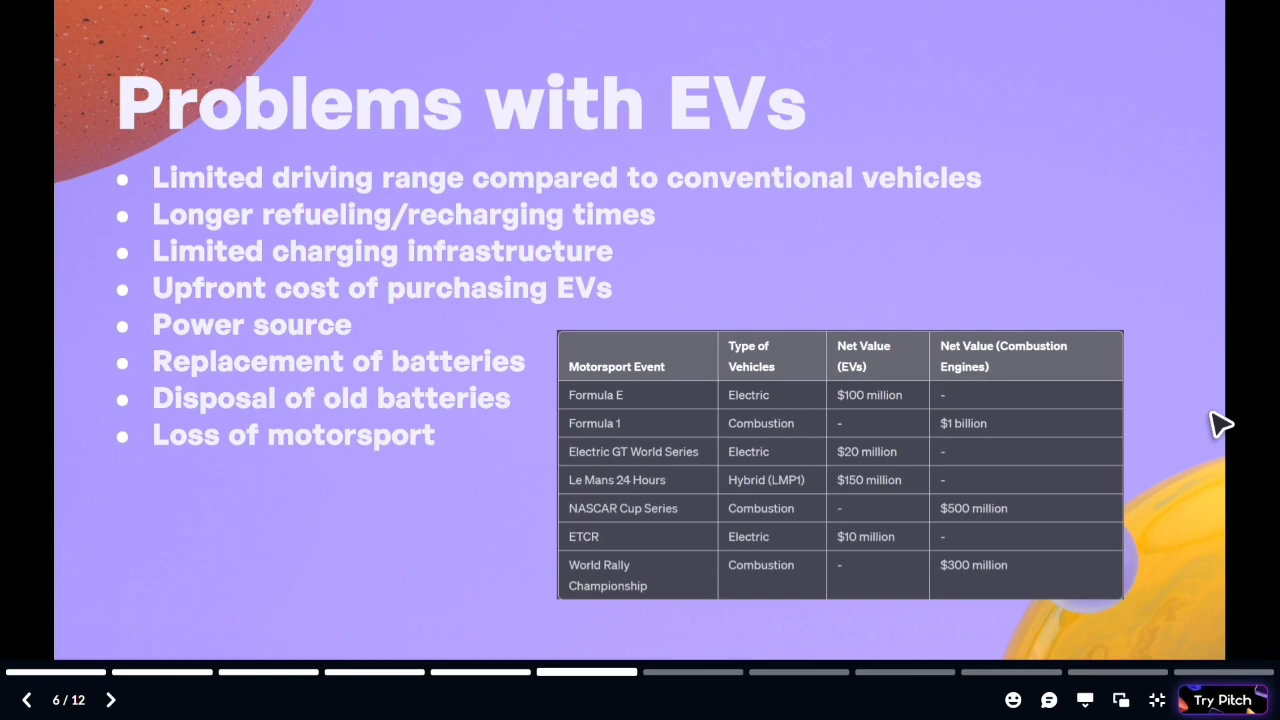 Problems with EVs
Limited driving range compared to conventional vehicles
Longer refueling/recharging times
Limited charging infrastructure
Upfront cost of purchasing EVs
Power source
Replacement of batteries
Disposal of old batteries
Loss of motorsport
Motorsport Event | Type of Vehicles | Net Value (EVs) | Net Value (Combustion Engines)
Formula E | Electric | $100 million | -
Formula 1 | Combustion | - | $1 billion
Electric GT World Series | Electric | $20 million | -
Le Mans 24 Hours | Hybrid (LMP1) | $150 million | -
NASCAR Cup Series | Combustion | - | $500 million
ETCR | Electric | $10 million | -
World Rally Championship | Combustion | - | $300 million
6 / 12
Try Pitch